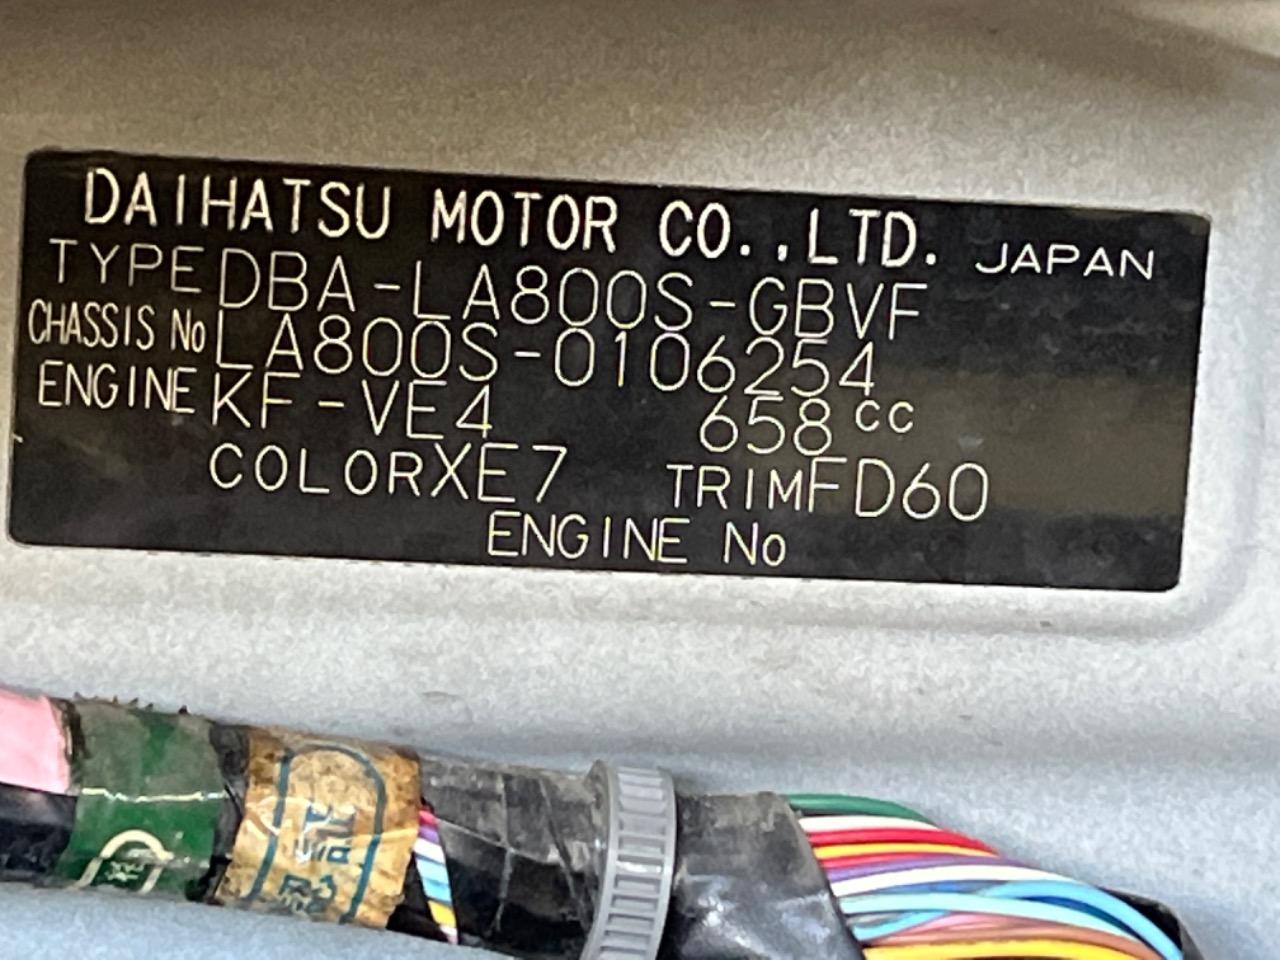 DAIHATSU MOTOR CO.,LTD. JAPAN
TYPE DBA-LA800S-GBVF
CHASSIS No LA800S-0106254
ENGINE KF-VE4 658cc
COLOR XE7 TRIM FD60
ENGINE No